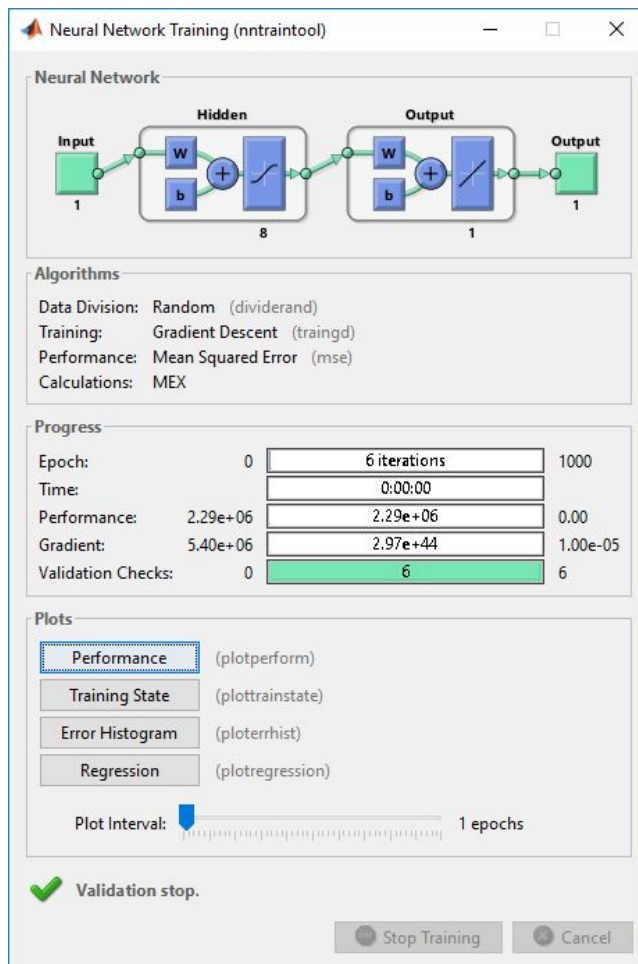 Neural Network Training (nntraintool)
Neural Network
Hidden Output
Input Output
W W
+ +
b b
1 1
8 1
Algorithms
Data Division: Random (dividerand)
Training: Gradient Descent (traingd)
Performance: Mean Squared Error (mse)
Calculations: MEX
Progress
Epoch: 0 6 iterations 1000
Time: 0:00:00
Performance: 2.29e+06 2.29e+06 0.00
Gradient: 5.40e+06 2.97e+44 1.00e-05
Validation Checks: 0 6 6
Plots
Performance (plotperform)
Training State (plottrainstate)
Error Histogram (ploterrhist)
Regression (plotregression)
Plot Interval: 1 epochs
Validation stop.
Stop Training Cancel